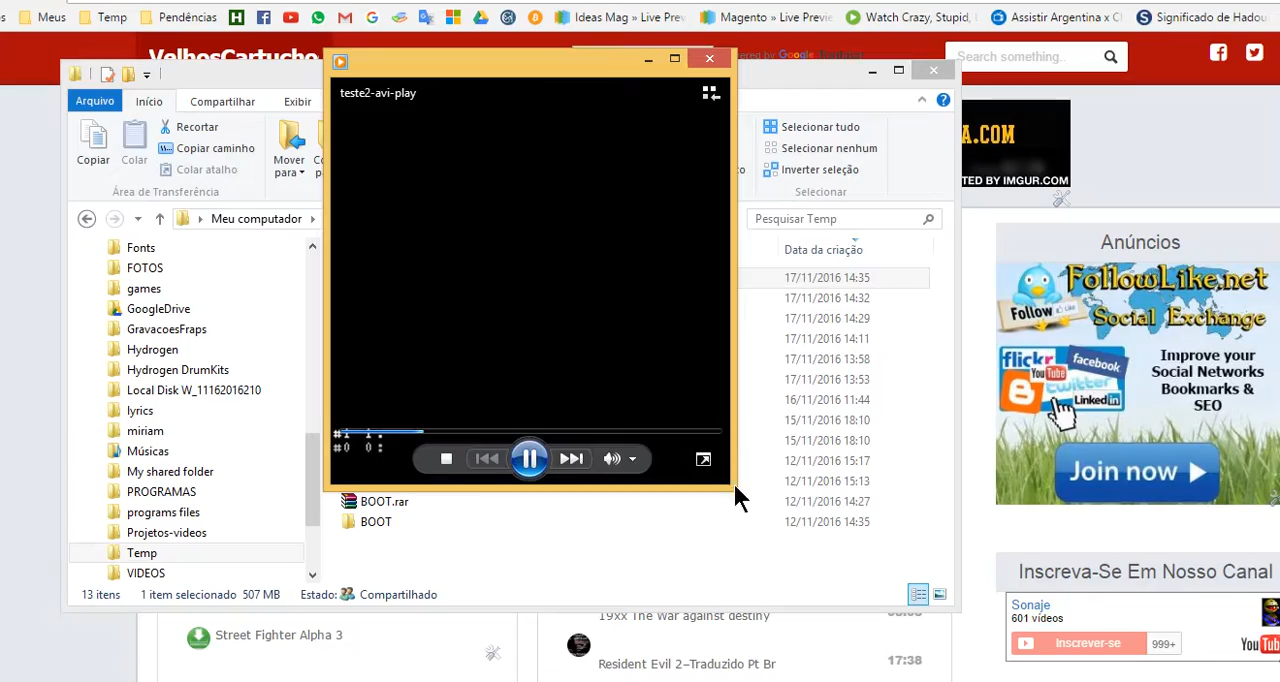 Meus Temp Pendências Ideas Mag » Live Previ Magento » Live Previe Watch Crazy, Stupid, Assistir Argentina x C Significado de Hadou
VelhosCartucho
Search something...
teste2-avi-play
Arquivo Início Compartilhar Exibir
Copiar
Colar
Recortar
Copiar caminho
Colar atalho
Mover para
Área de Transferência
Selecionar tudo
Selecionar nenhum
Inverter seleção
Selecionar
A.COM
TED BY IMGUR.COM
Meu computador
Pesquisar Temp
Data da criação
Fonts
FOTOS
games
GoogleDrive
GravacoesFraps
Hydrogen
Hydrogen DrumKits
Local Disk W_11162016219
lyrics
miriam
Músicas
My shared folder
PROGRAMAS
programs files
Projetos-videos
Temp
VIDEOS
17/11/2016 14:35
17/11/2016 14:32
17/11/2016 14:29
17/11/2016 14:11
17/11/2016 13:58
17/11/2016 13:53
16/11/2016 11:44
15/11/2016 18:10
15/11/2016 18:10
12/11/2016 15:17
12/11/2016 15:13
BOOT.rar 12/11/2016 14:27
BOOT 12/11/2016 14:35
#1 1 :
#0 0 :
13 itens 1 item selecionado 507 MB Estado: Compartilhado
Anúncios
FollowLike.net
Social Exchange
Follow
Like
flickr
facebook
You Tube
twitter
LinkedIn
Improve your
Social Networks
Bookmarks &
SEO
Join now
Inscreva-Se Em Nosso Canal
Sonaje
601 vídeos
Inscrever-se 999+
Street Fighter Alpha 3
19xx The War against destiny
Resident Evil 2–Traduzido Pt Br
17:38